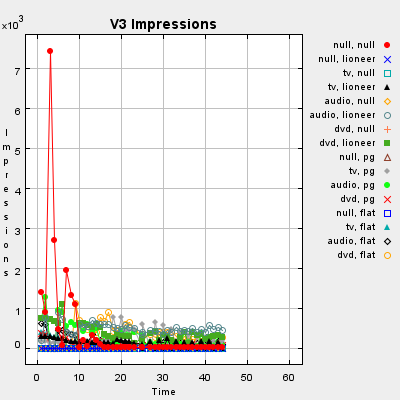 V3 Impressions
x10³
7
6
5
4
3
2
1
0
Impressions
0 10 20 30 40 50 60
Time
null, null
null, lioneer
tv, null
tv, lioneer
audio, null
audio, lioneer
dvd, null
dvd, lioneer
null, pg
tv, pg
audio, pg
dvd, pg
null, flat
tv, flat
audio, flat
dvd, flat